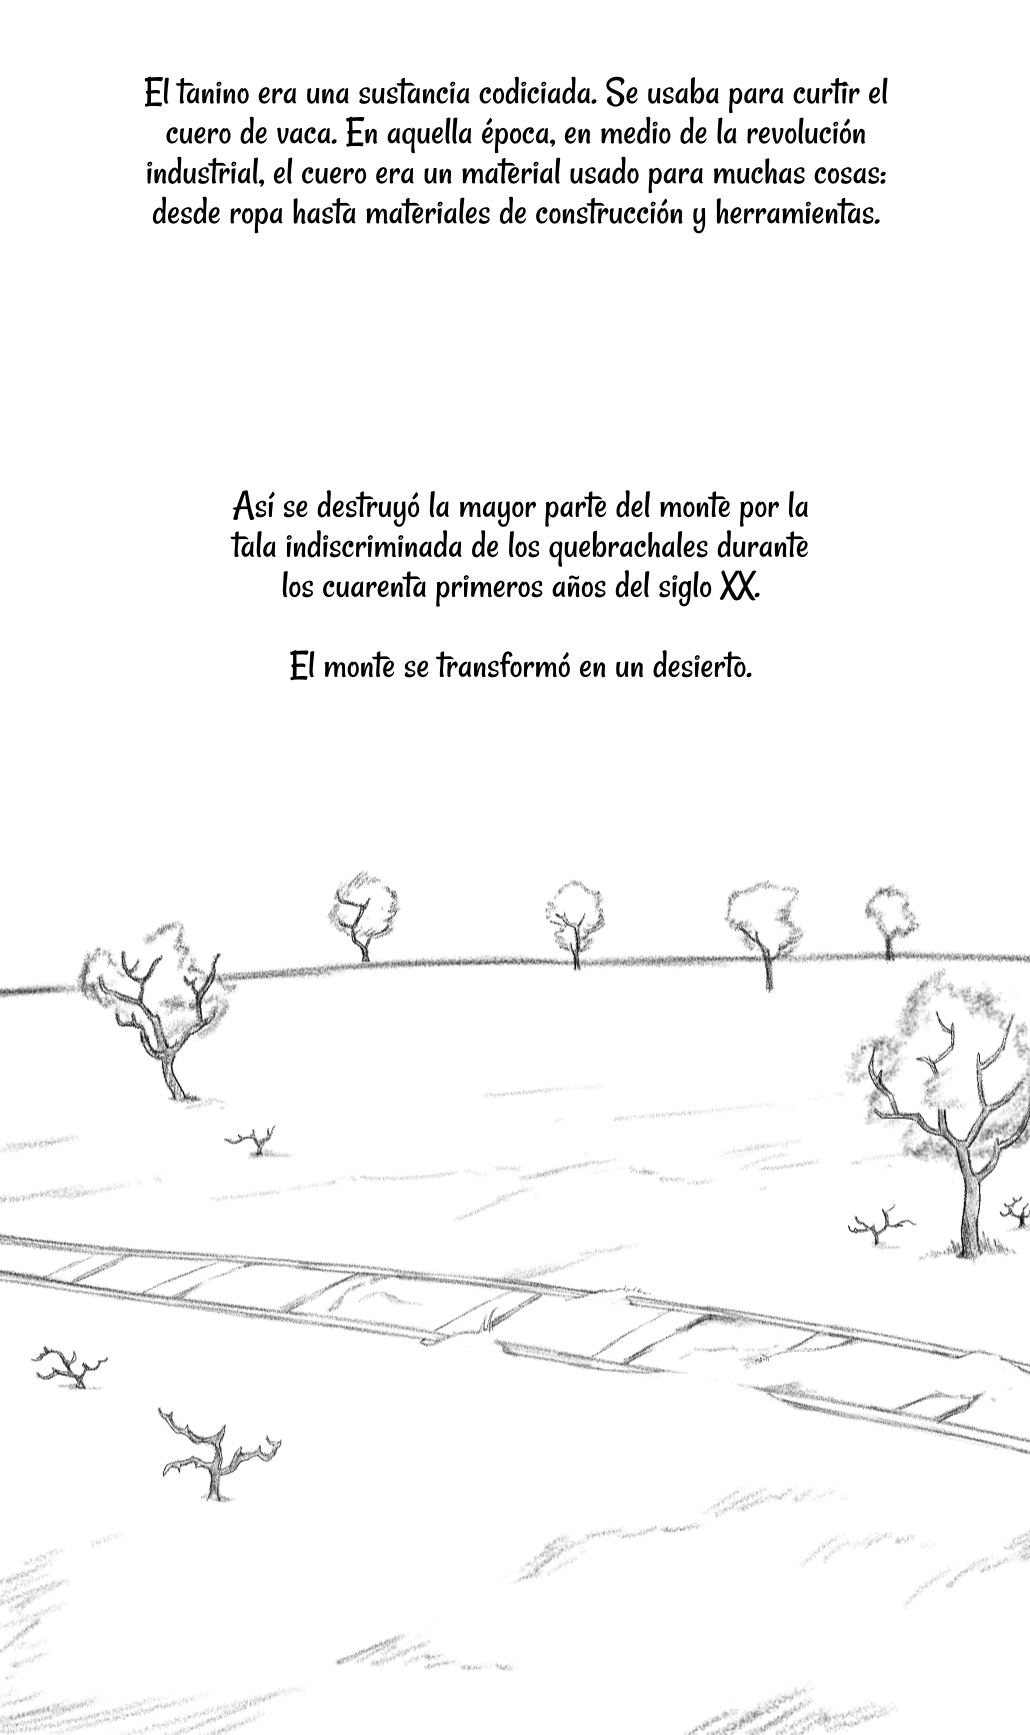 El tanino era una sustancia codiciada. Se usaba para curtir el
cuero de vaca. En aquella época, en medio de la revolución
industrial, el cuero era un material usado para muchas cosas:
desde ropa hasta materiales de construcción y herramientas.
Así se destruyó la mayor parte del monte por la
tala indiscriminada de los quebrachales durante
los cuarenta primeros años del siglo XX.
El monte se transformó en un desierto.